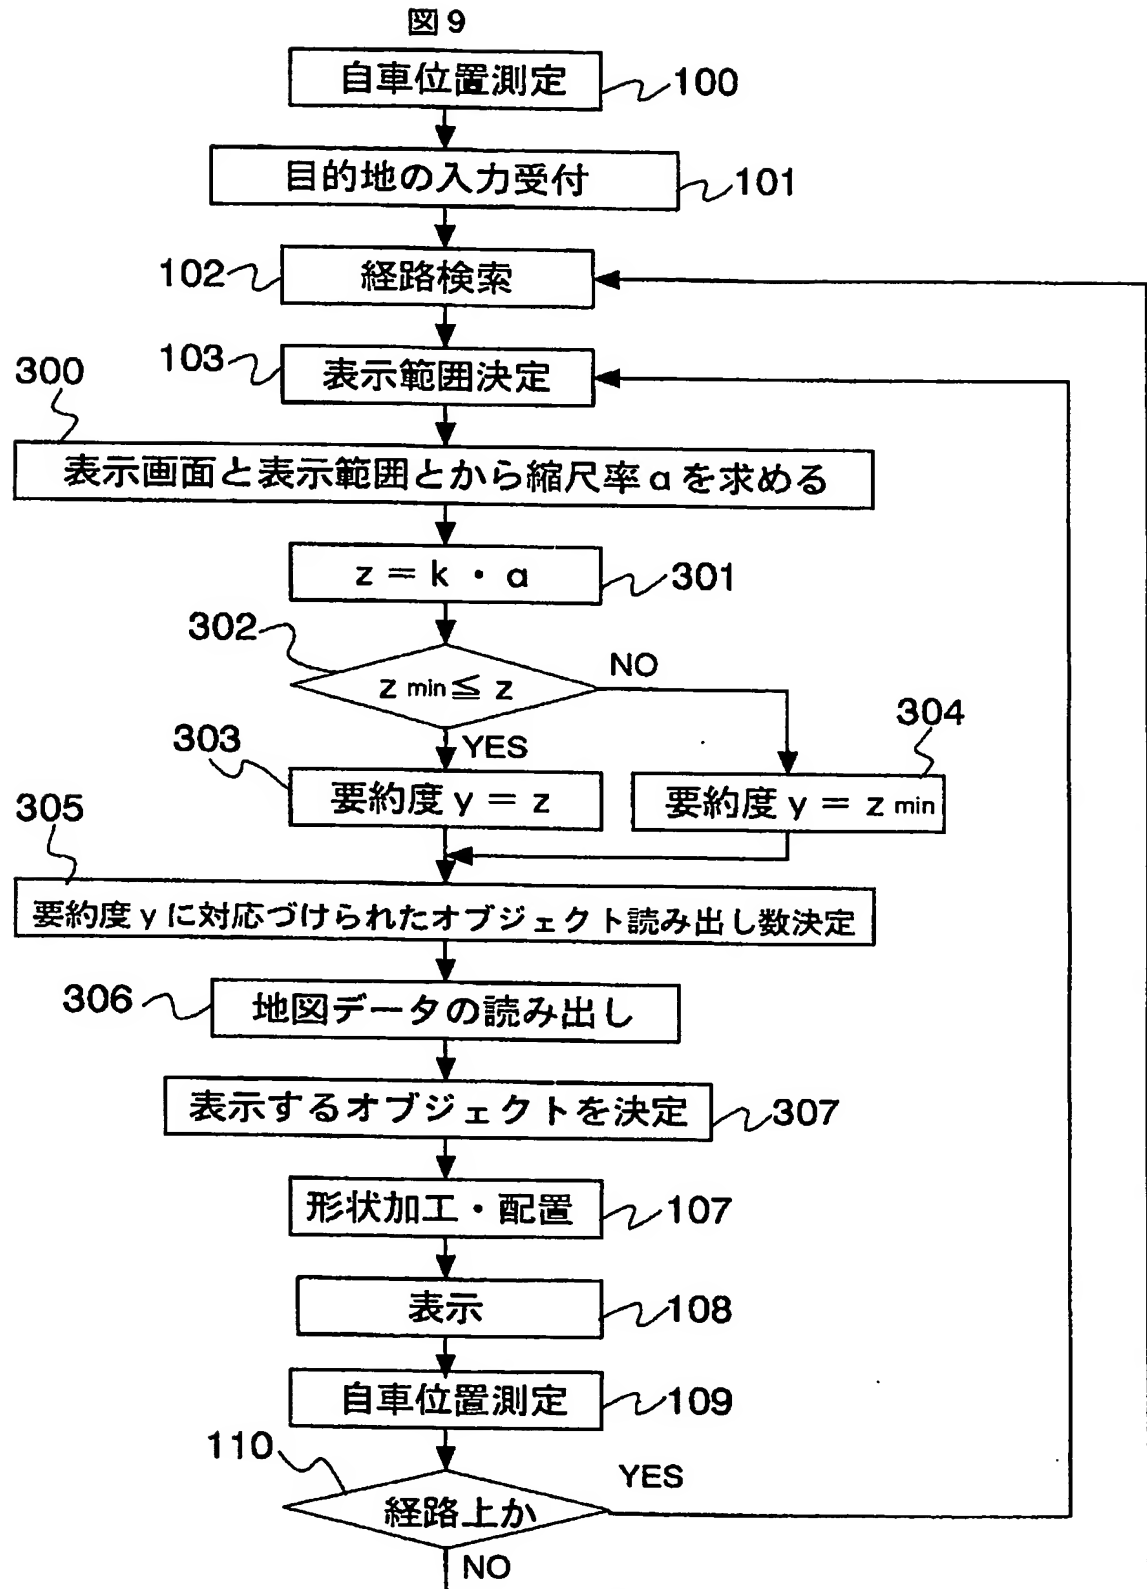 図9
自車位置測定
100
目的地の入力受付
101
102
経路検索
103
表示範囲決定
300
表示画面と表示範囲とから縮尺率αを求める
z = k ・ α
301
302
z min ≦ z
NO
YES
303
要約度 y = z
304
要約度 y = z min
305
要約度 y に対応づけられたオブジェクト読み出し数決定
306
地図データの読み出し
表示するオブジェクトを決定
307
形状加工・配置
107
表示
108
自車位置測定
109
110
経路上か
YES
NO